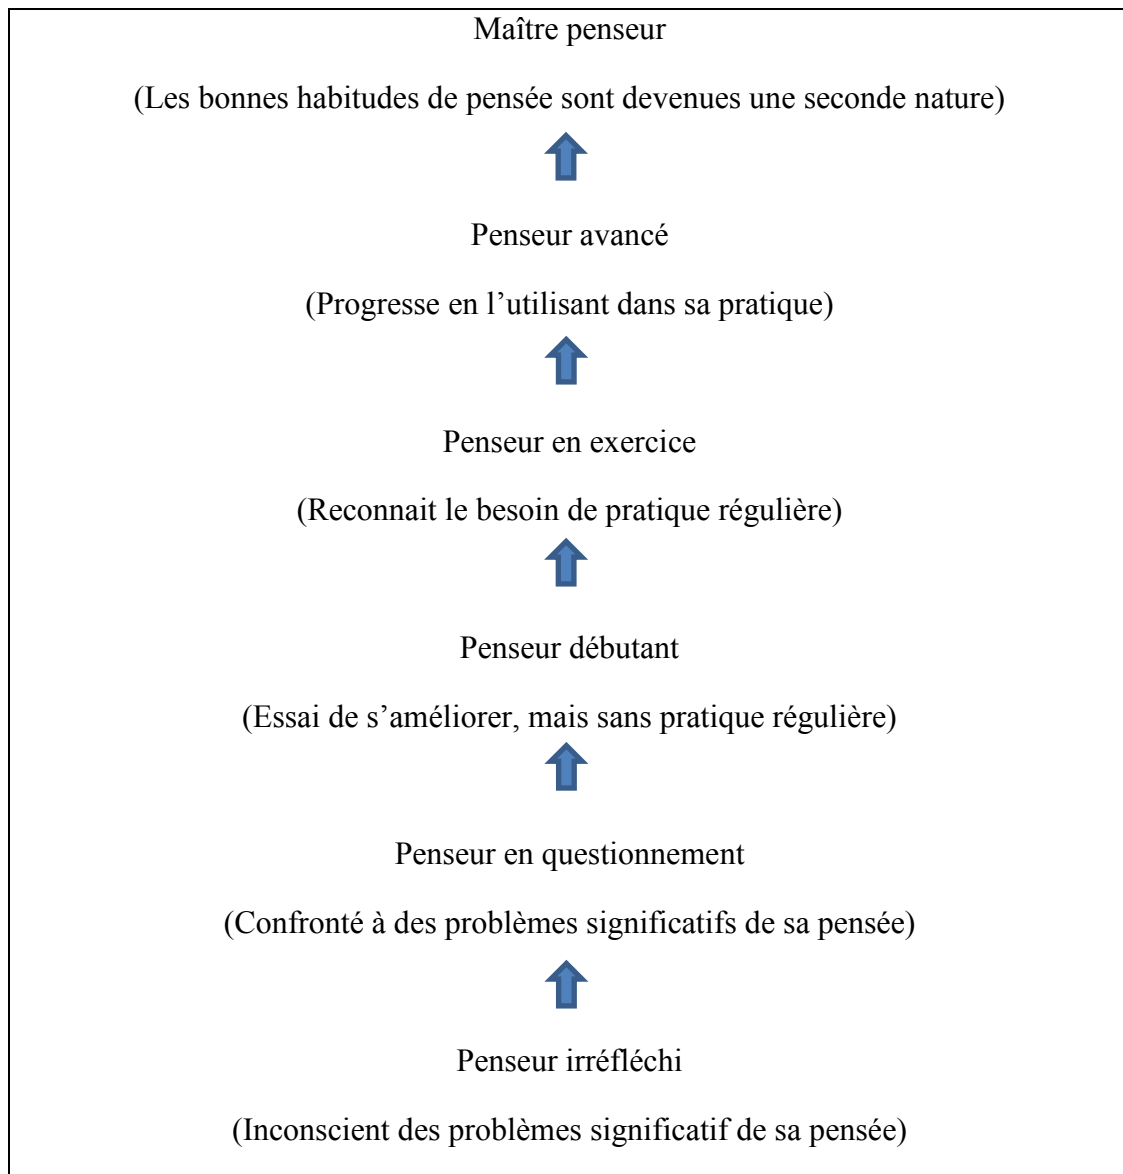 Maître penseur
(Les bonnes habitudes de pensée sont devenues une seconde nature)
Penseur avancé
(Progresse en l’utilisant dans sa pratique)
Penseur en exercice
(Reconnait le besoin de pratique régulière)
Penseur débutant
(Essai de s’améliorer, mais sans pratique régulière)
Penseur en questionnement
(Confronté à des problèmes significatifs de sa pensée)
Penseur irréfléchi
(Inconscient des problèmes significatif de sa pensée)